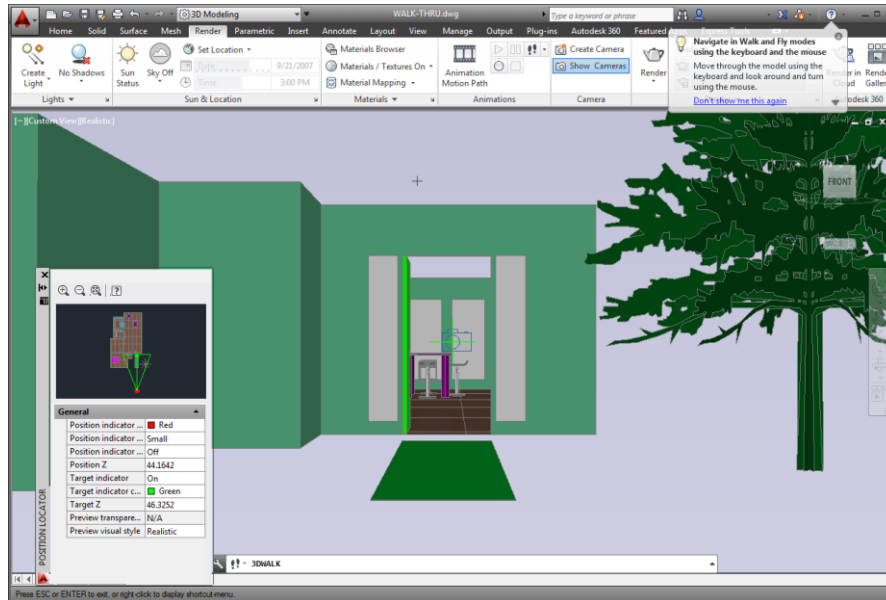 3D Modeling
WALK-THRU.dwg
Type a keyword or phrase
Home Solid Surface Mesh Render Parametric Insert Annotate Layout View Manage Output Plug-ins Autodesk 360 Featured Express Tools
Create Light
No Shadows
Sun Status
Sky Off
Set Location
Date 9/21/2007
Time 3:00 PM
Materials Browser
Materials / Textures On
Material Mapping
Animation Motion Path
Create Camera
Show Cameras
Render
Navigate in Walk and Fly modes
using the keyboard and the mouse
Move through the model using the
keyboard and look around and turn
using the mouse.
Don't show me this again
Render in
Cloud
Lights
Sun & Location
Materials
Animations
Camera
[−][Custom View][Realistic]
FRONT
General
Position indicator ... Red
Position indicator ... Small
Position indicator ... Off
Position Z 44.1642
Target indicator On
Target indicator c... Green
Target Z 46.3252
Preview transpare... N/A
Preview visual style Realistic
POSITION LOCATOR
3DWALK
Press ESC or ENTER to exit, or right-click to display shortcut-menu.